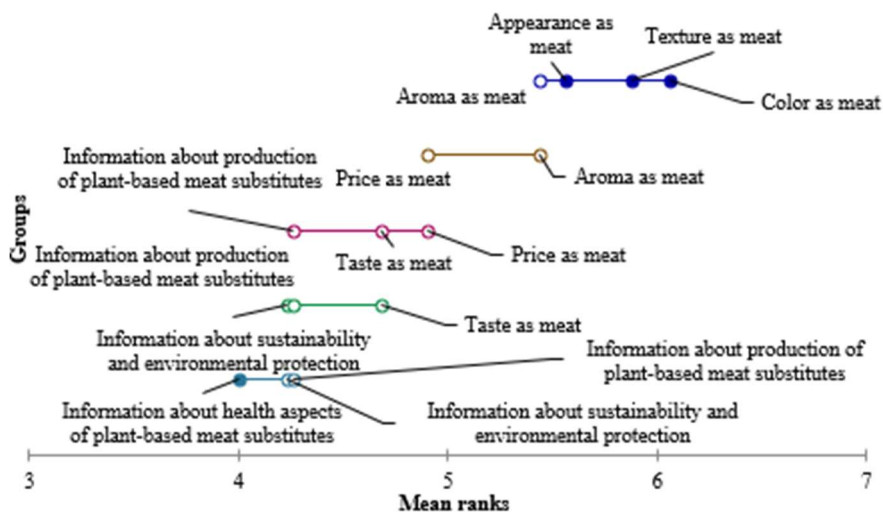 Appearance as
meat
Texture as meat
Aroma as meat
Color as meat
Information about production
of plant-based meat substitutes
Price as meat
Aroma as meat
Groups
Information about production
of plant-based meat substitutes
Taste as meat
Price as meat
Information about sustainability
and environmental protection
Taste as meat
Information about production of
plant-based meat substitutes
Information about health aspects
of plant-based meat substitutes
Information about sustainability and
environmental protection
3 4 5 6 7
Mean ranks